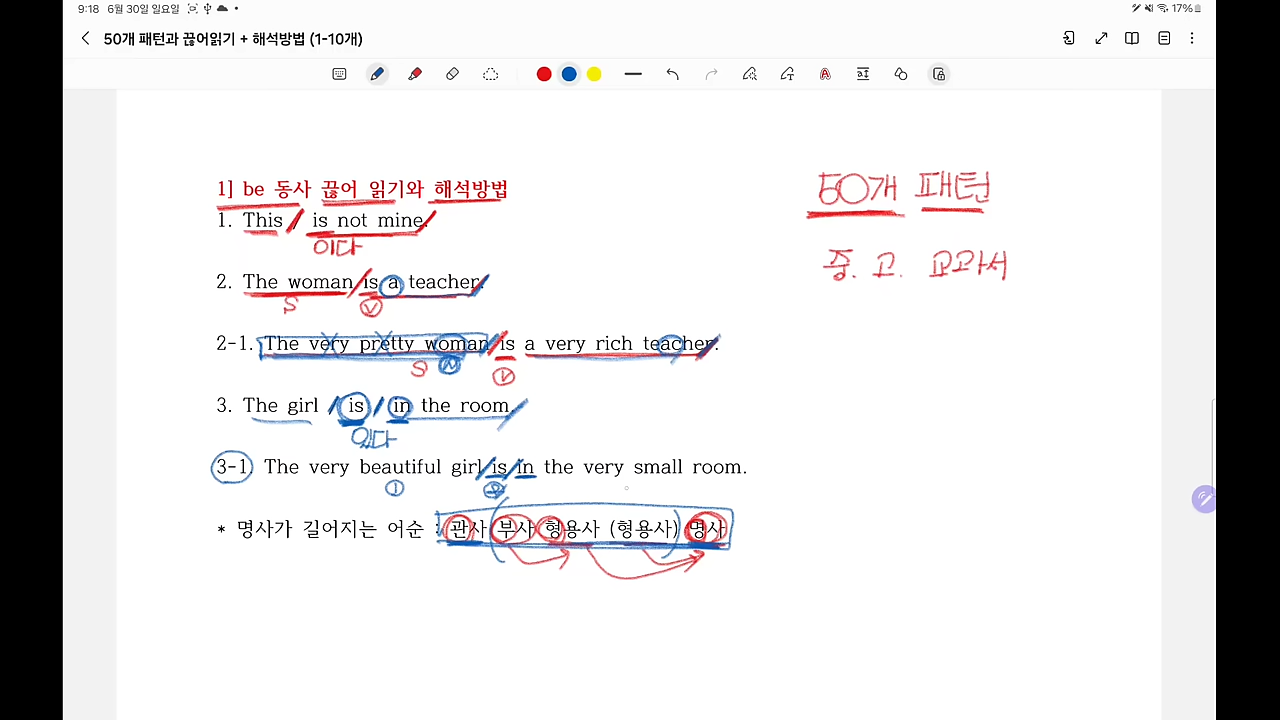 9:18 6월 30일 일요일
17%
50개 패턴과 끊어읽기 + 해석방법 (1-10개)
1] be 동사 끊어 읽기와 해석방법
50개 패턴
1. This / is not mine/
이다
중. 고. 교과서
2. The woman / is a teacher.
S V
2-1. The very pretty woman / is a very rich teacher.
S N V
3. The girl / is / in the room
있다
3-1. The very beautiful girl / is / in the very small room.
①
* 명사가 길어지는 어순 : 관사 (부사 형용사 (형용사) ) 명사